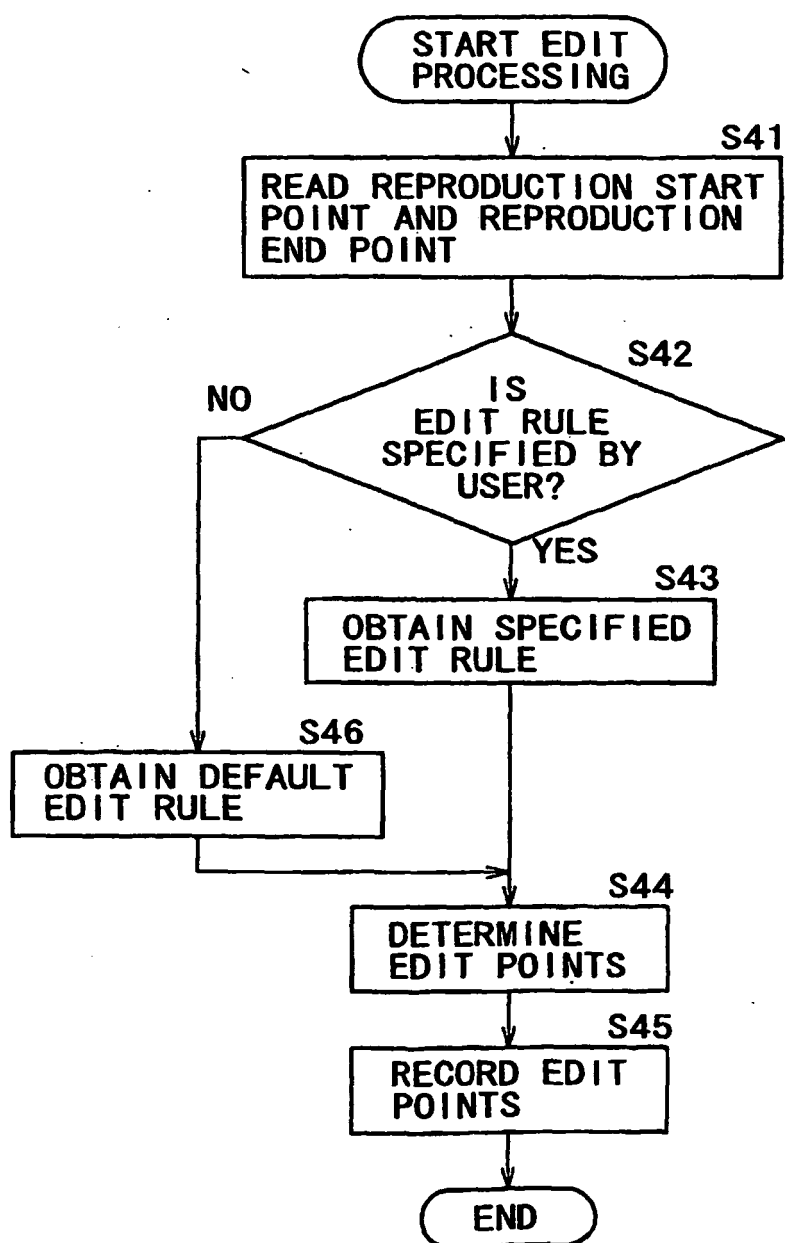 START EDIT
PROCESSING
S41
READ REPRODUCTION START
POINT AND REPRODUCTION
END POINT
S42
IS
EDIT RULE
SPECIFIED BY
USER?
NO
YES
S43
OBTAIN SPECIFIED
EDIT RULE
S46
OBTAIN DEFAULT
EDIT RULE
S44
DETERMINE
EDIT POINTS
S45
RECORD EDIT
POINTS
END